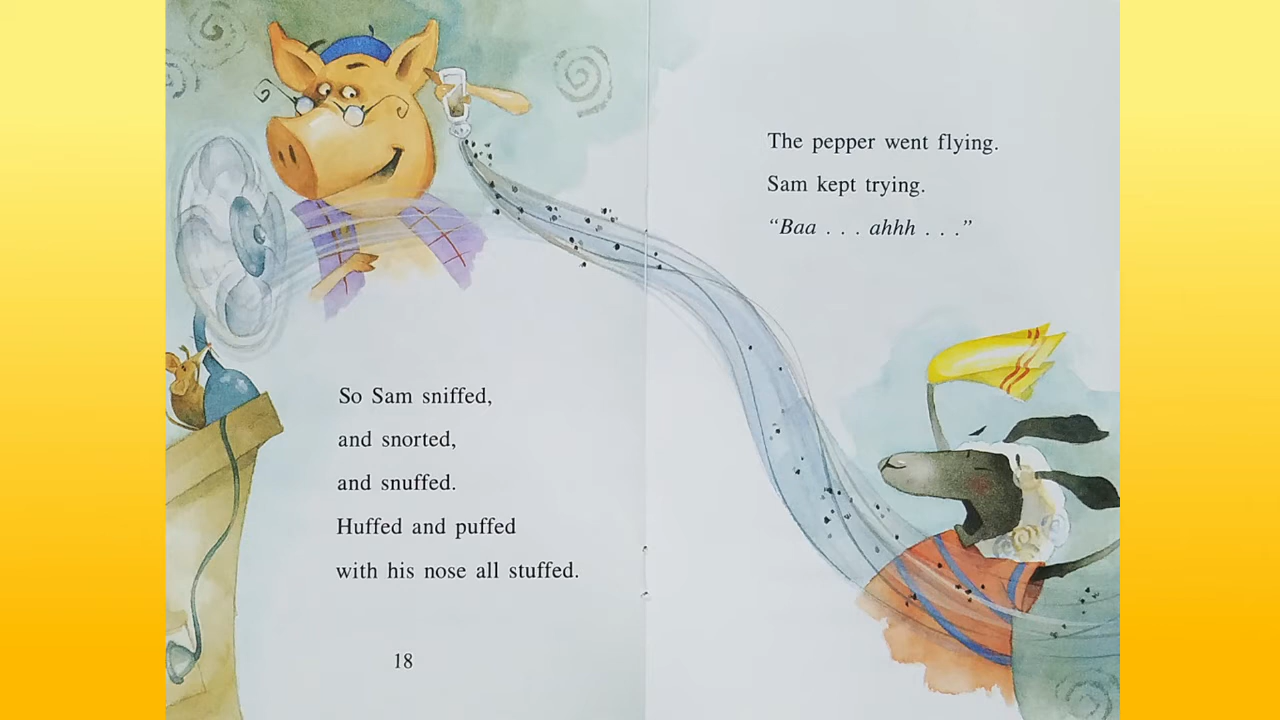 So Sam sniffed,
and snorted,
and snuffed.
Huffed and puffed
with his nose all stuffed.
18
The pepper went flying.
Sam kept trying.
“Baa . . . ahhh . . .”